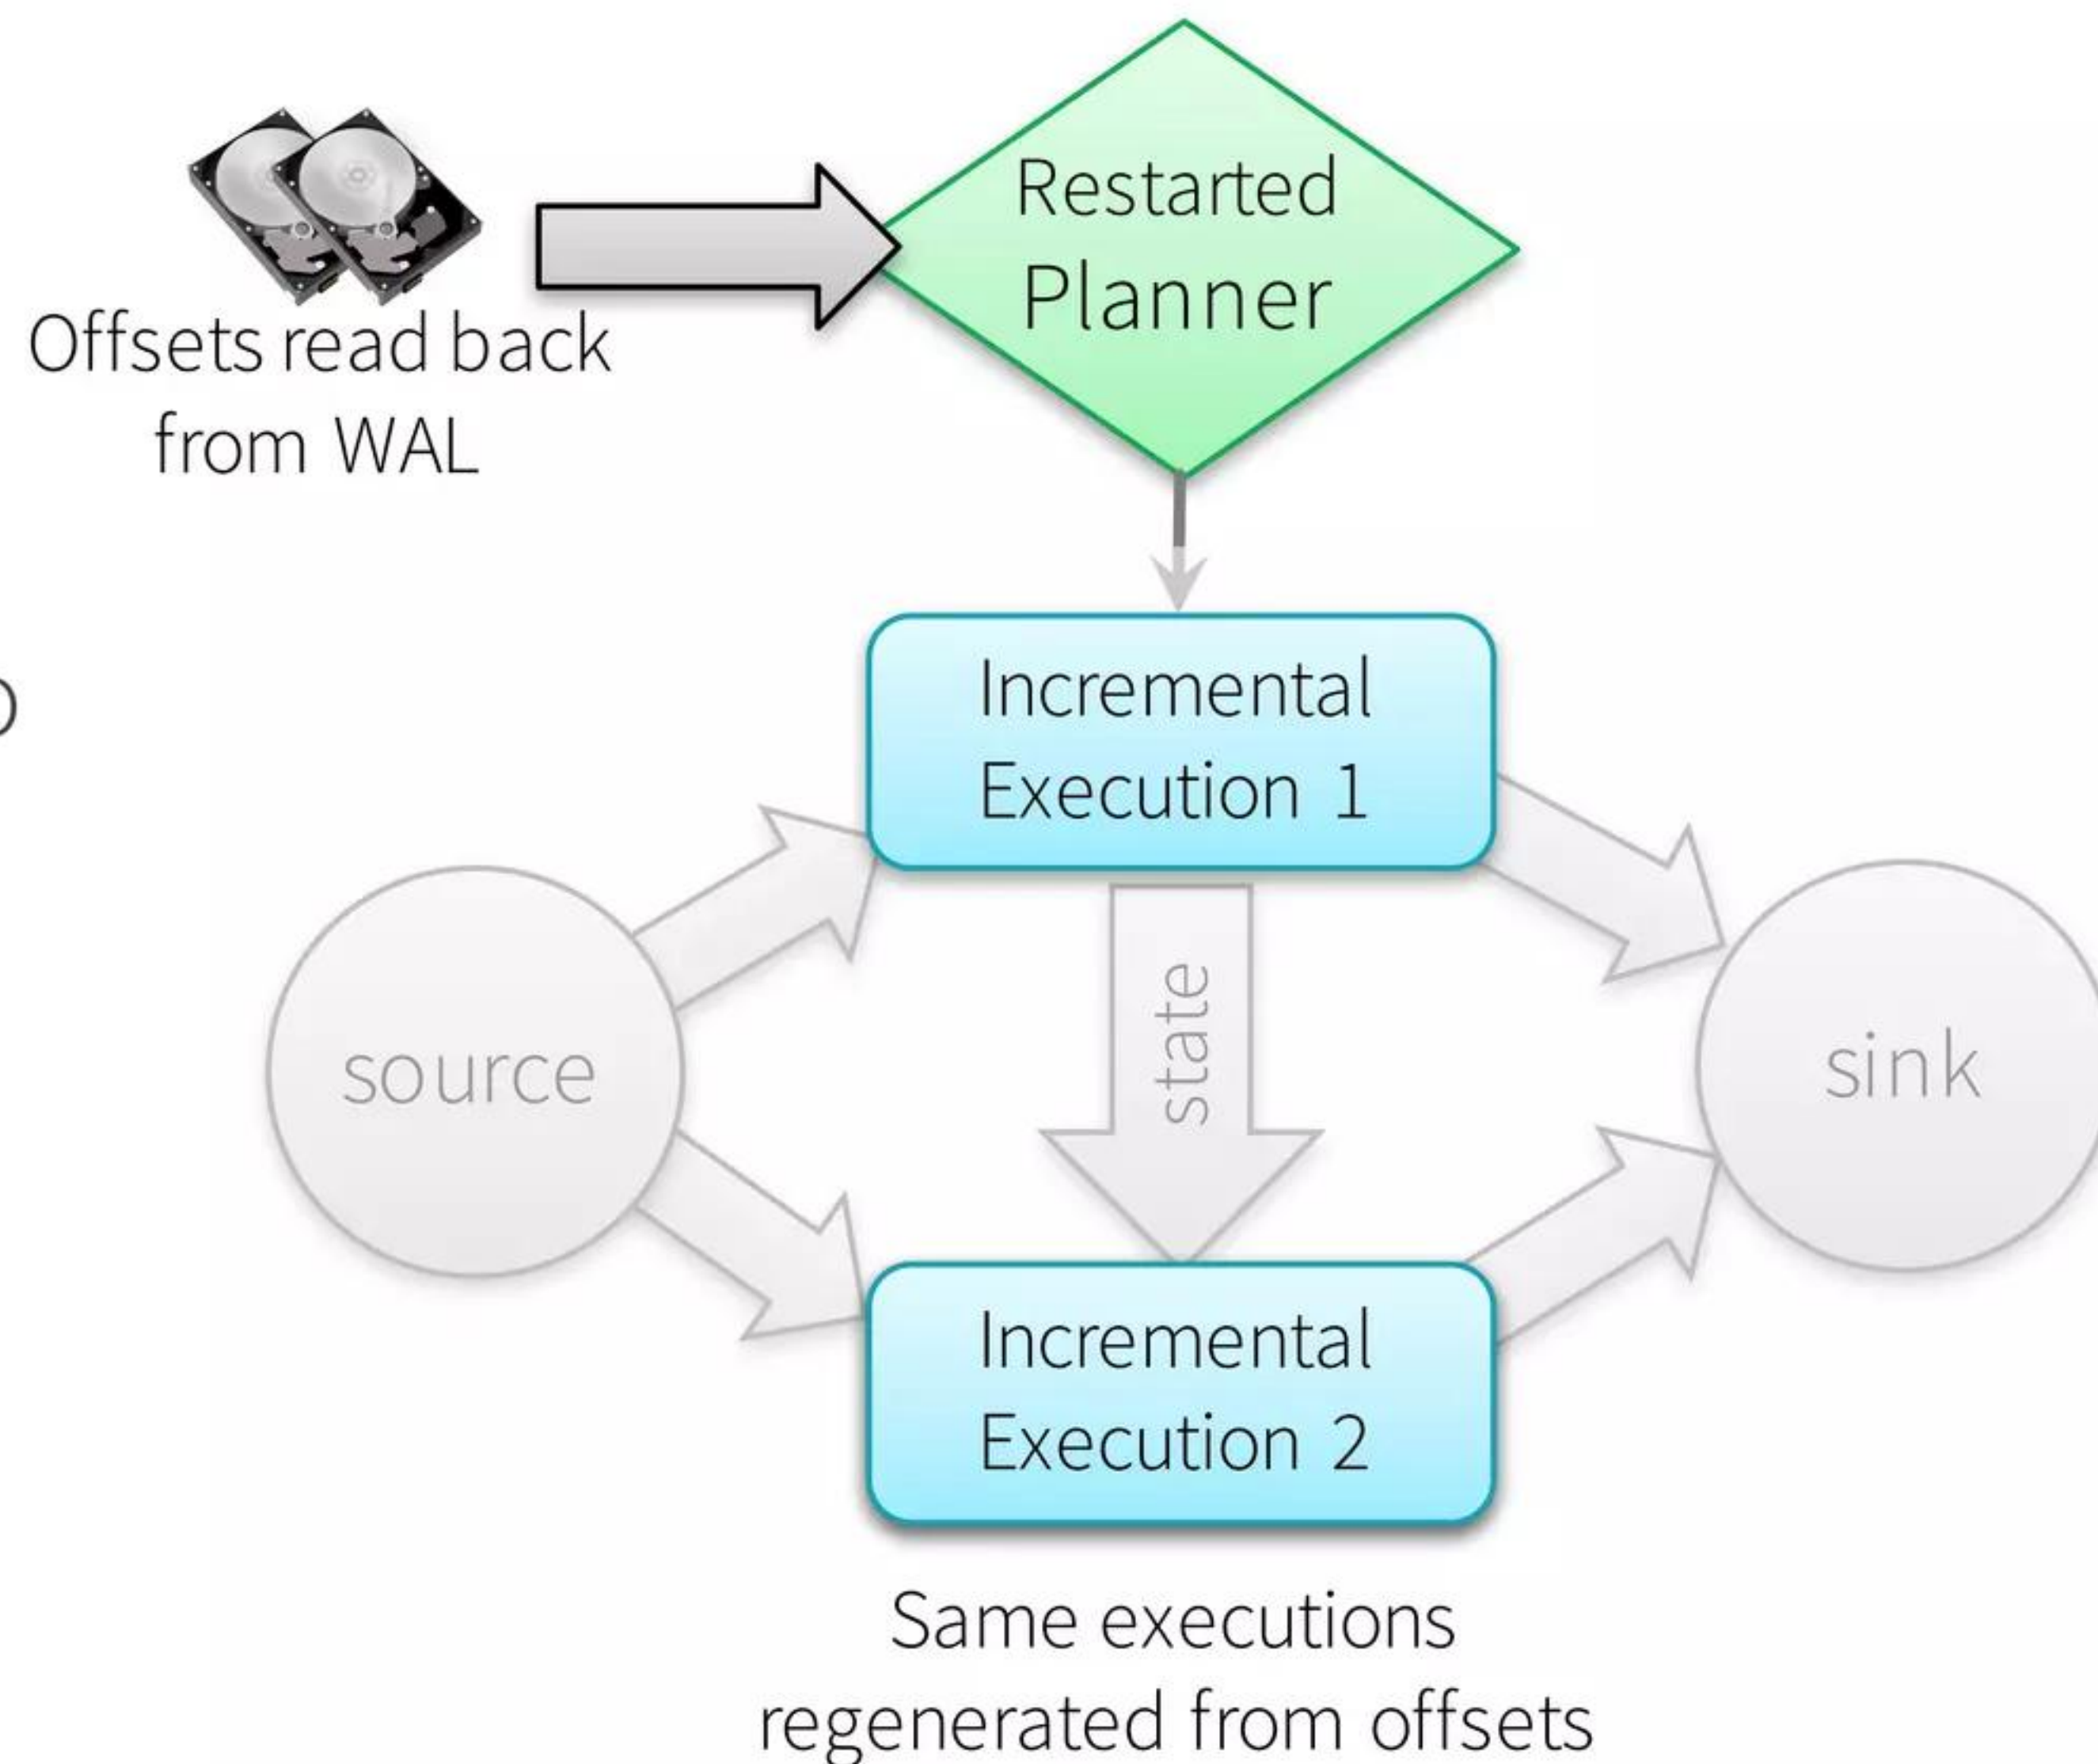 Restarted
Planner
Offsets read back
from WAL
Incremental
Execution 1
source
state
sink
Incremental
Execution 2
Same executions
regenerated from offsets